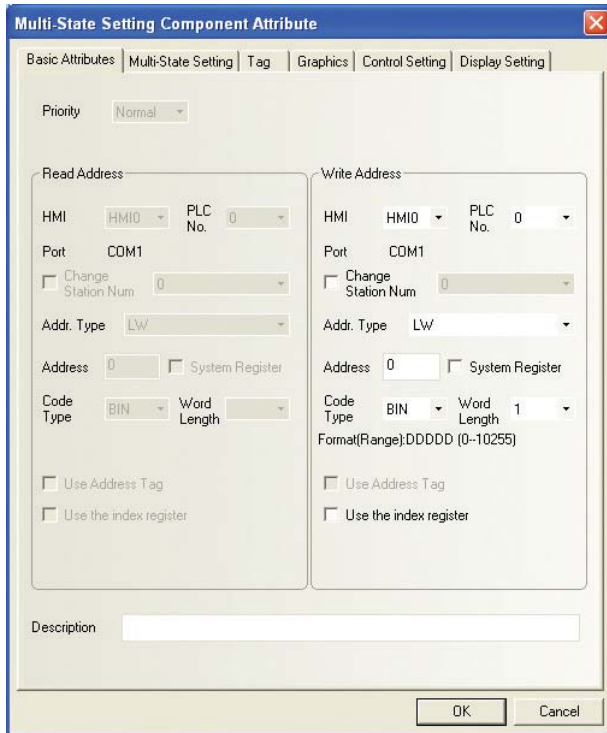 Multi-State Setting Component Attribute
Basic Attributes Multi-State Setting Tag Graphics Control Setting Display Setting
Priority Normal
Read Address
HMI HMI0 PLC No. 0
Port COM1
Change Station Num 0
Addr. Type LW
Address 0 System Register
Code Type BIN Word Length
Use Address Tag
Use the index register
Write Address
HMI HMI0 PLC No. 0
Port COM1
Change Station Num 0
Addr. Type LW
Address 0 System Register
Code Type BIN Word Length 1
Format(Range):DDDDD (0--10255)
Use Address Tag
Use the index register
Description
OK Cancel